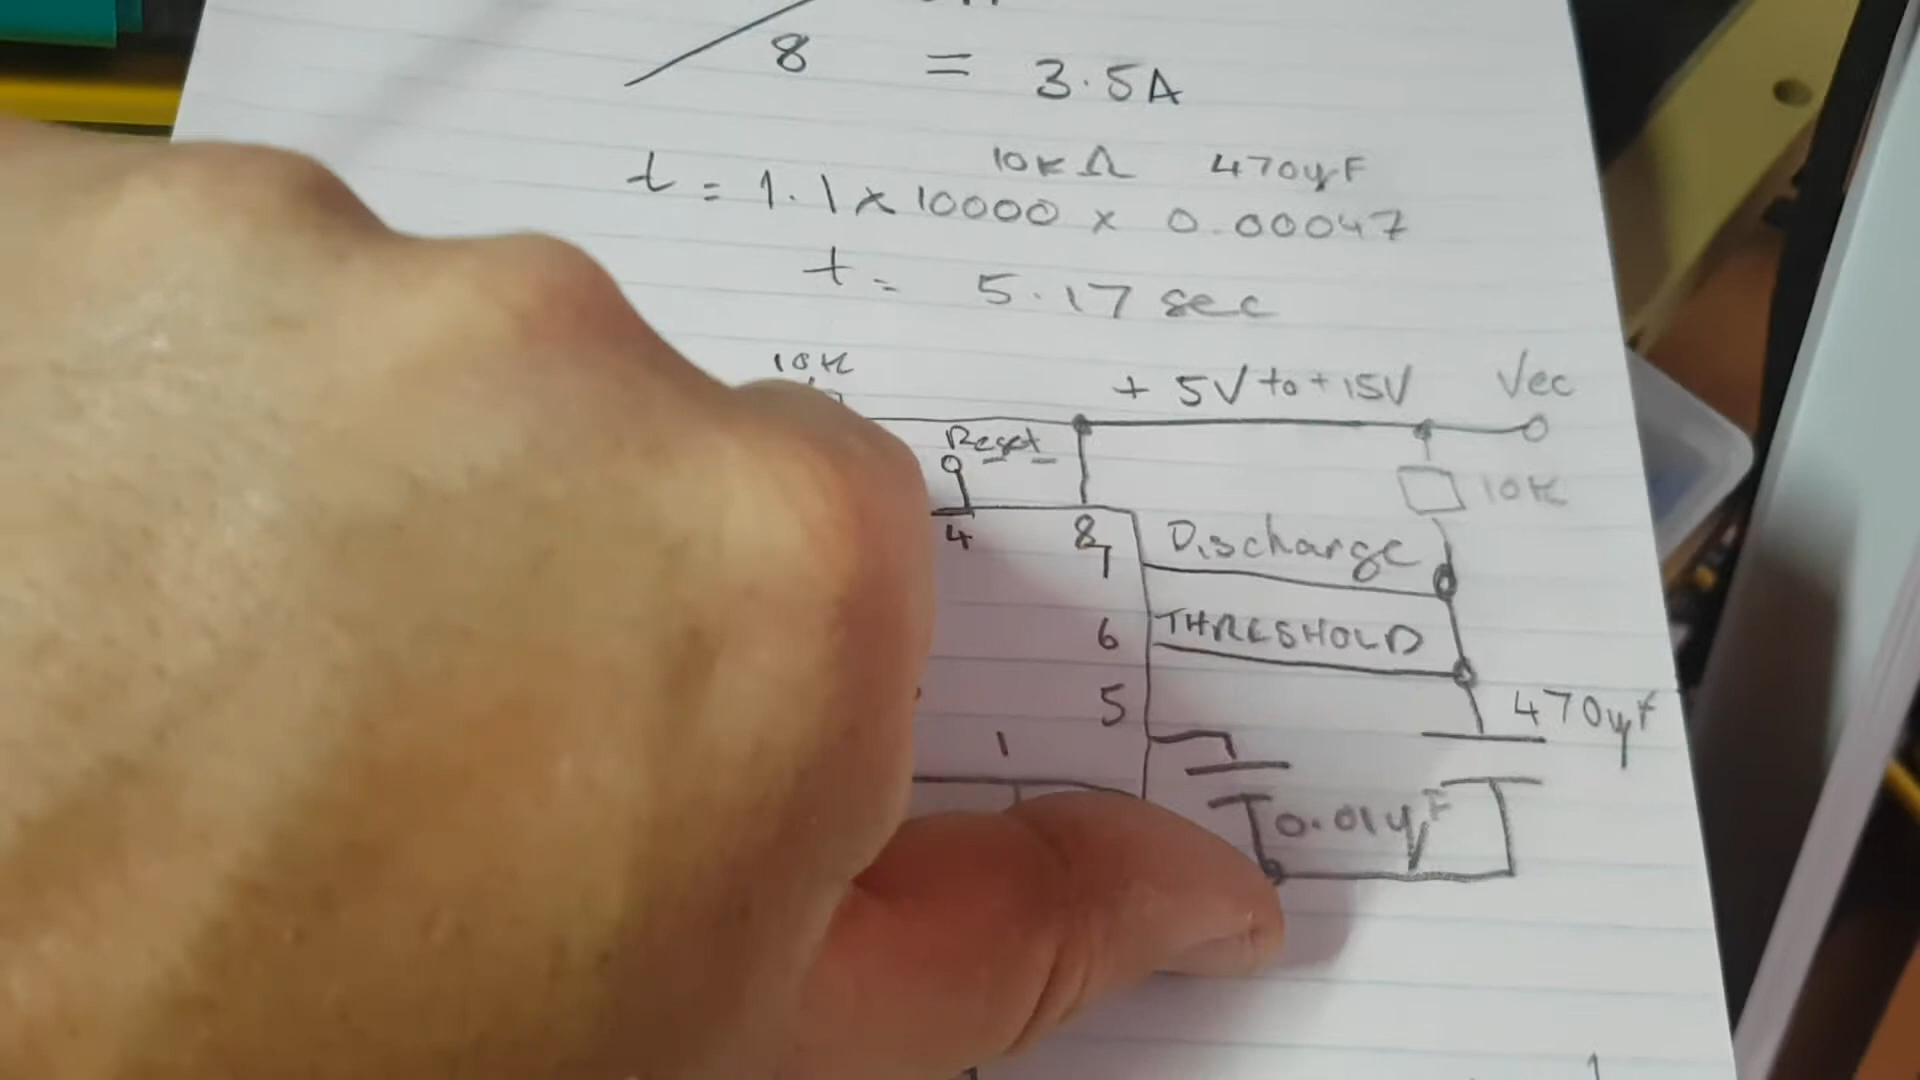 8 = 3.5A
10KΩ 470μF
t = 1.1 x 10000 x 0.00047
t = 5.17 sec
10K
+ 5V to + 15V Vcc
Reset
10K
4 8
7 Discharge
6 THRESHOLD
5
470μF
1
0.01μF